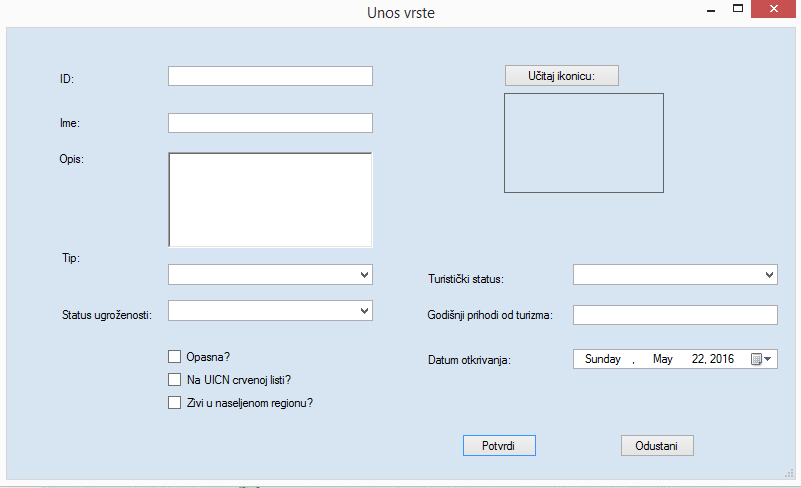 Unos vrste
ID:
Učitaj ikonicu:
Ime:
Opis:
Tip:
Turistički status:
Status ugroženosti:
Godišnji prihodi od turizma:
Opasna?
Datum otkrivanja:
Sunday , May 22, 2016
Na UICN crvenoj listi?
Zivi u naseljenom regionu?
Potvrdi
Odustani